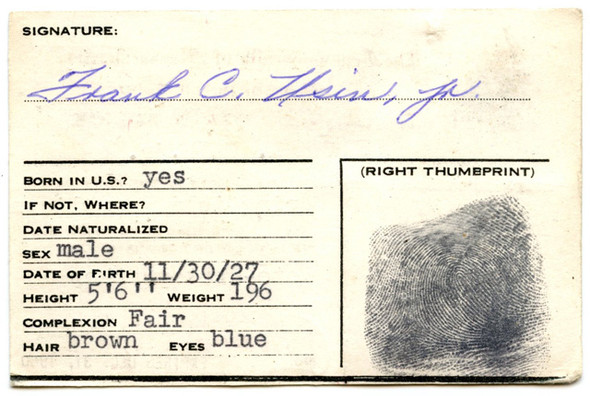 SIGNATURE:
Frank C. Usin, Jr.
BORN IN U.S.? yes
IF NOT, WHERE?
DATE NATURALIZED
SEX male
DATE OF BIRTH 11/30/27
HEIGHT 5'6'' WEIGHT 196
COMPLEXION Fair
HAIR brown EYES blue
(RIGHT THUMBPRINT)